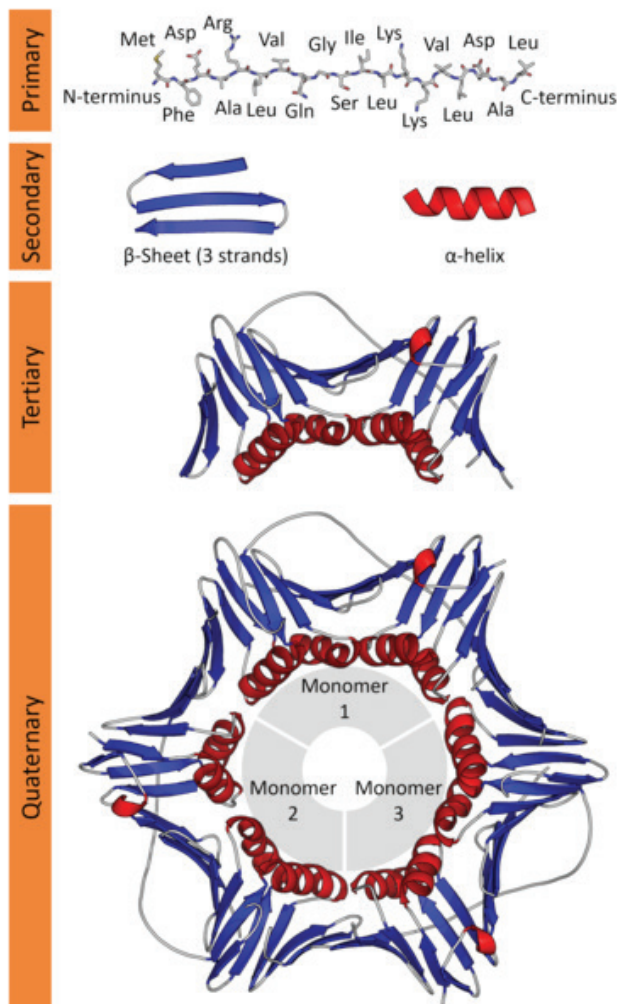 Primary
Met Asp Arg Val Gly Ile Lys Val Asp Leu
N-terminus Phe Ala Leu Gln Ser Leu Lys Leu Ala C-terminus
Secondary
β-Sheet (3 strands)
α-helix
Tertiary
Quaternary
Monomer
1
Monomer
2
Monomer
3